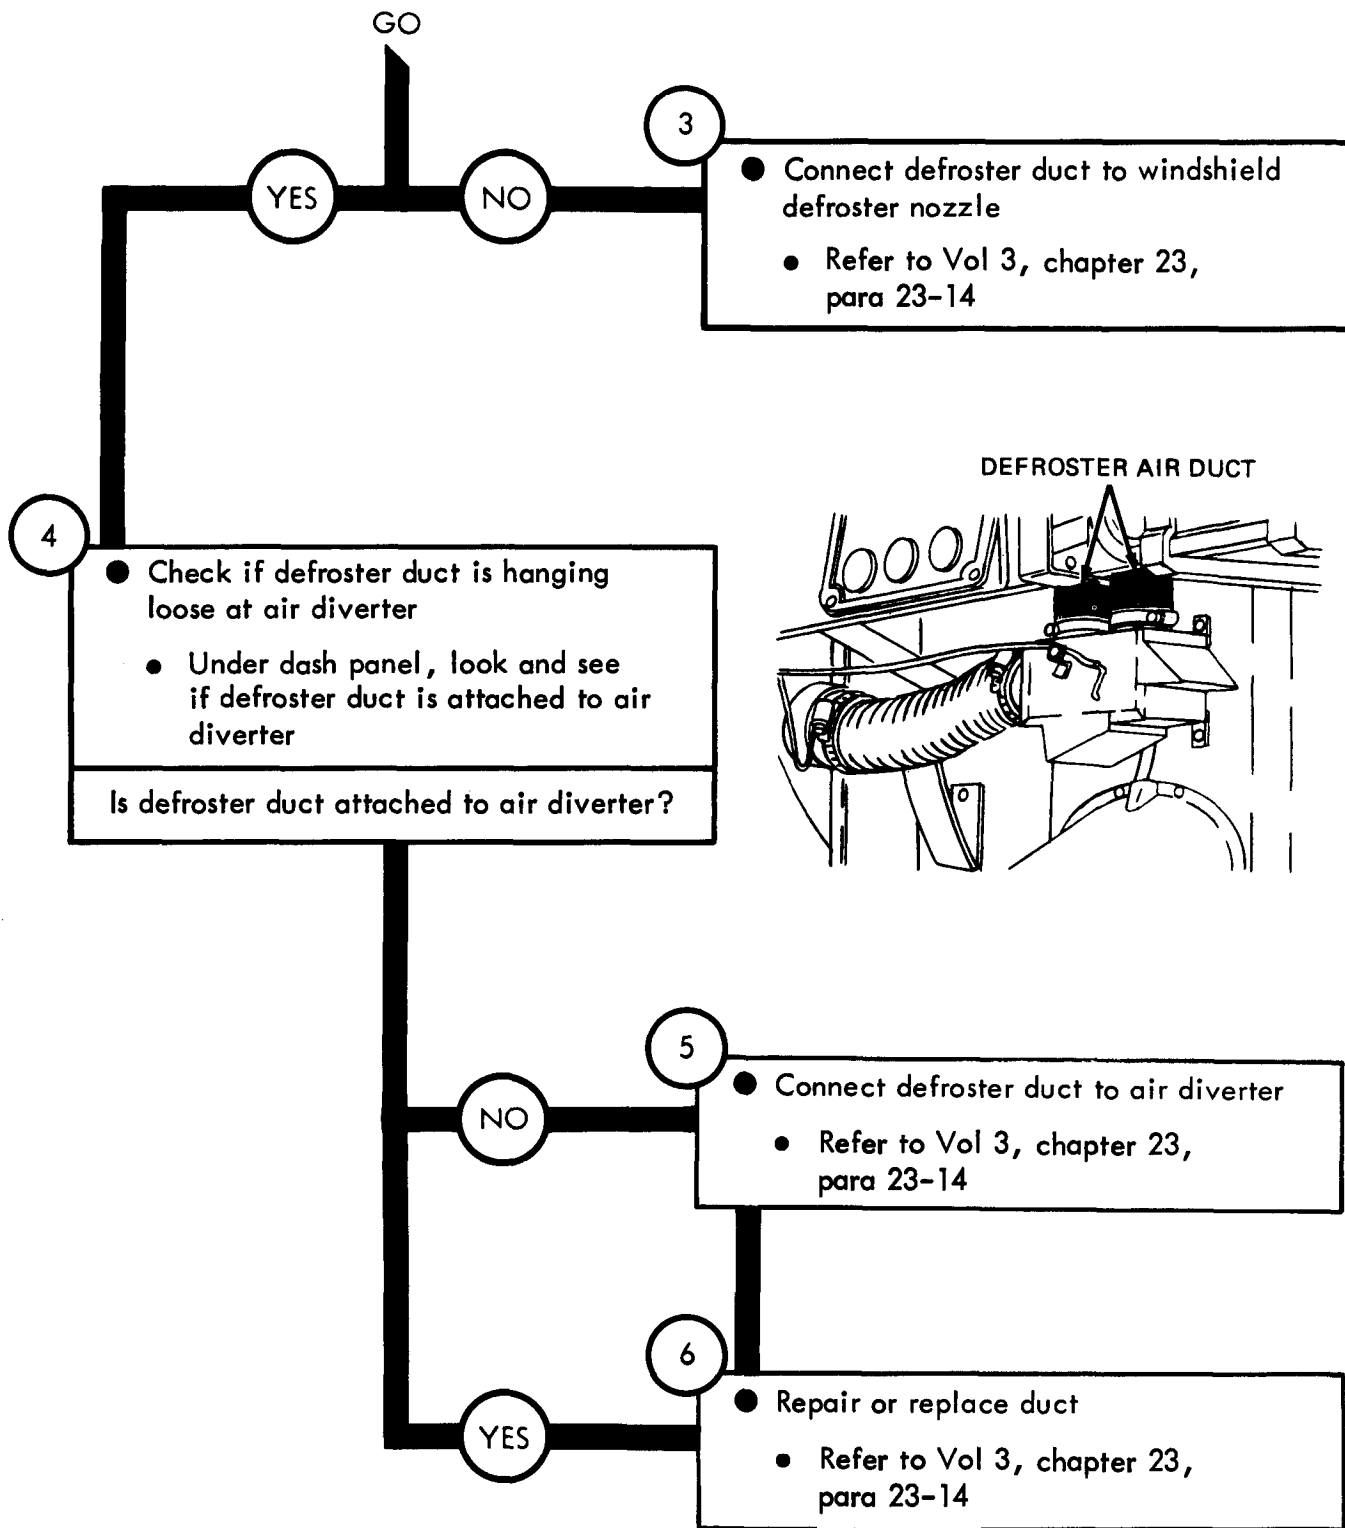 GO
YES
NO
3
● Connect defroster duct to windshield
defroster nozzle
● Refer to Vol 3, chapter 23,
para 23-14
DEFROSTER AIR DUCT
4
● Check if defroster duct is hanging
loose at air diverter
● Under dash panel, look and see
if defroster duct is attached to air
diverter
Is defroster duct attached to air diverter?
NO
5
● Connect defroster duct to air diverter
● Refer to Vol 3, chapter 23,
para 23-14
YES
6
● Repair or replace duct
● Refer to Vol 3, chapter 23,
para 23-14